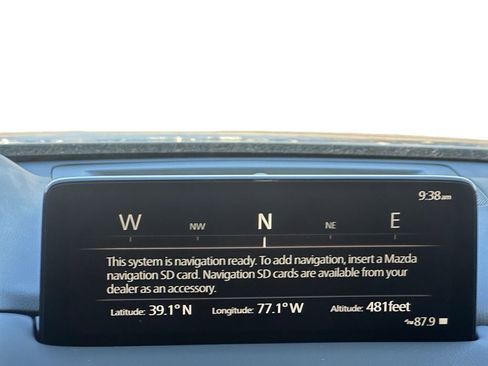 9:38am
W NW N NE E
This system is navigation ready. To add navigation, insert a Mazda
navigation SD card. Navigation SD cards are available from your
dealer as an accessory.
Latitude: 39.1° N Longitude: 77.1° W Altitude: 481feet
FM 87.9